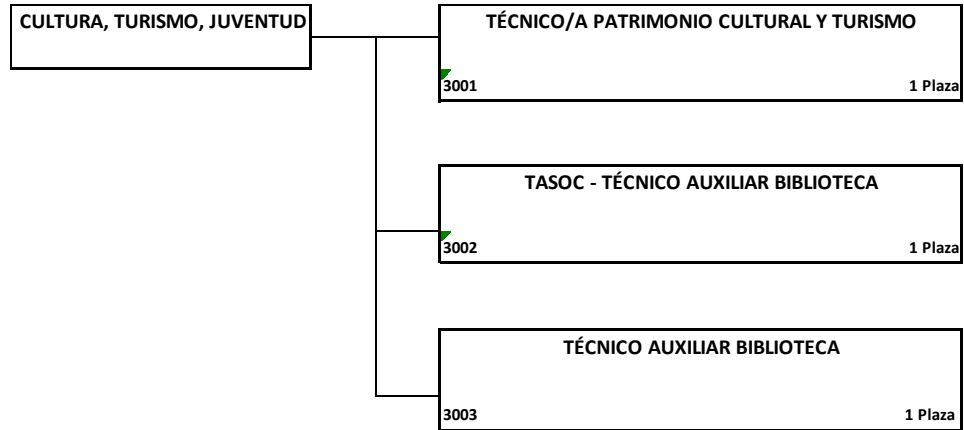 CULTURA, TURISMO, JUVENTUD
TÉCNICO/A PATRIMONIO CULTURAL Y TURISMO
3001 1 Plaza
TASOC - TÉCNICO AUXILIAR BIBLIOTECA
3002 1 Plaza
TÉCNICO AUXILIAR BIBLIOTECA
3003 1 Plaza